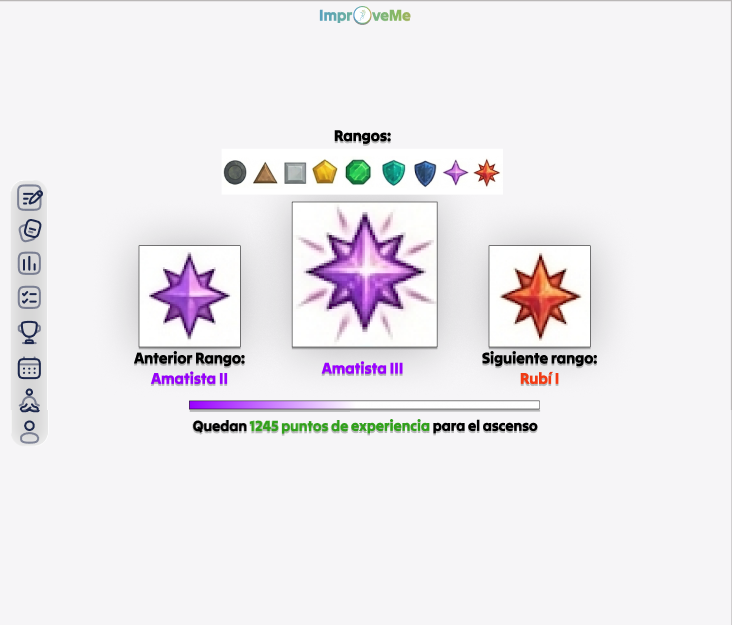 ImproveMe
Rangos:
Anterior Rango:
Amatista II
Amatista III
Siguiente rango:
Rubí I
Quedan 1245 puntos de experiencia para el ascenso